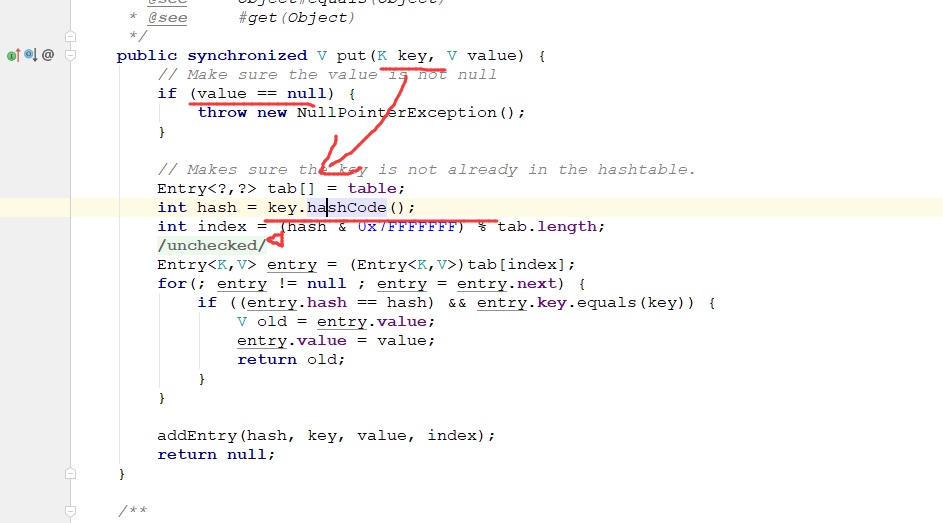 * @see    Object#equals(Object)
* @see    #get(Object)
*/
public synchronized V put(K key, V value) {
// Make sure the value is not null
if (value == null) {
throw new NullPointerException();
}
// Makes sure the key is not already in the hashtable.
Entry<?,?> tab[] = table;
int hash = key.hashCode();
int index = (hash & 0x7FFFFFFF) % tab.length;
/unchecked/
Entry<K,V> entry = (Entry<K,V>)tab[index];
for(; entry != null ; entry = entry.next) {
if ((entry.hash == hash) && entry.key.equals(key)) {
V old = entry.value;
entry.value = value;
return old;
}
}
addEntry(hash, key, value, index);
return null;
}
/**